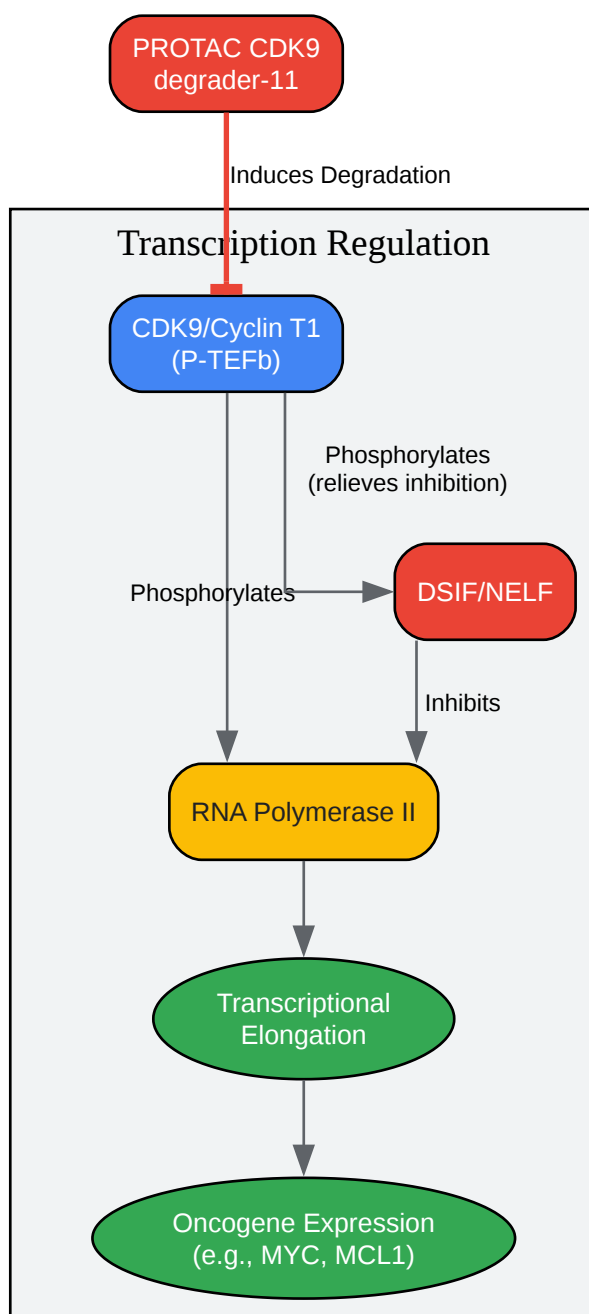 PROTAC CDK9
degrader-11
Induces Degradation
Transcription Regulation
CDK9/Cyclin T1
(P-TEFb)
Phosphorylates
(relieves inhibition)
Phosphorylates
DSIF/NELF
Inhibits
RNA Polymerase II
Transcriptional
Elongation
Oncogene Expression
(e.g., MYC, MCL1)